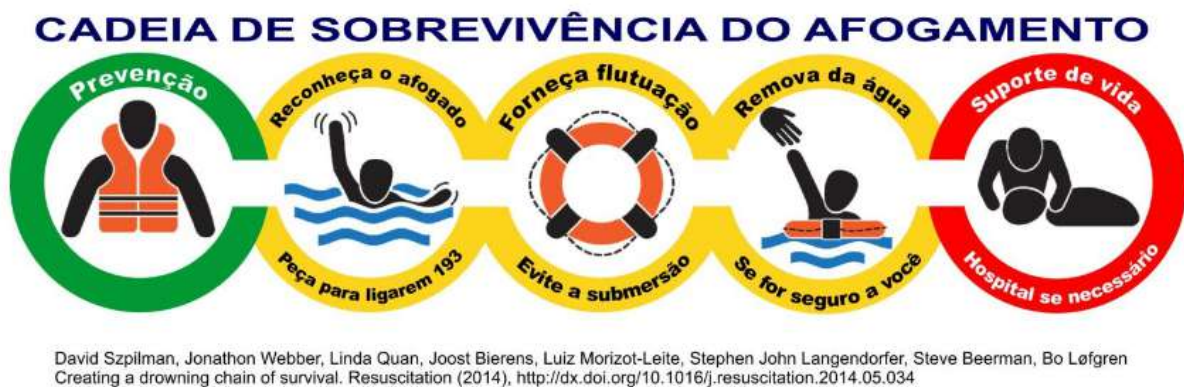 CADEIA DE SOBREVIVÊNCIA DO AFOGAMENTO
Prevenção
Reconheça o afogado
Peça para ligarem 193
Forneça flutuação
Evite a submersão
Remova da água
Se for seguro a você
Suporte de vida
Hospital se necessário
David Szpilman, Jonathon Webber, Linda Quan, Joost Bierens, Luiz Morizot-Leite, Stephen John Langendorfer, Steve Beerman, Bo Løfgren
Creating a drowning chain of survival. Resuscitation (2014), http://dx.doi.org/10.1016/j.resuscitation.2014.05.034